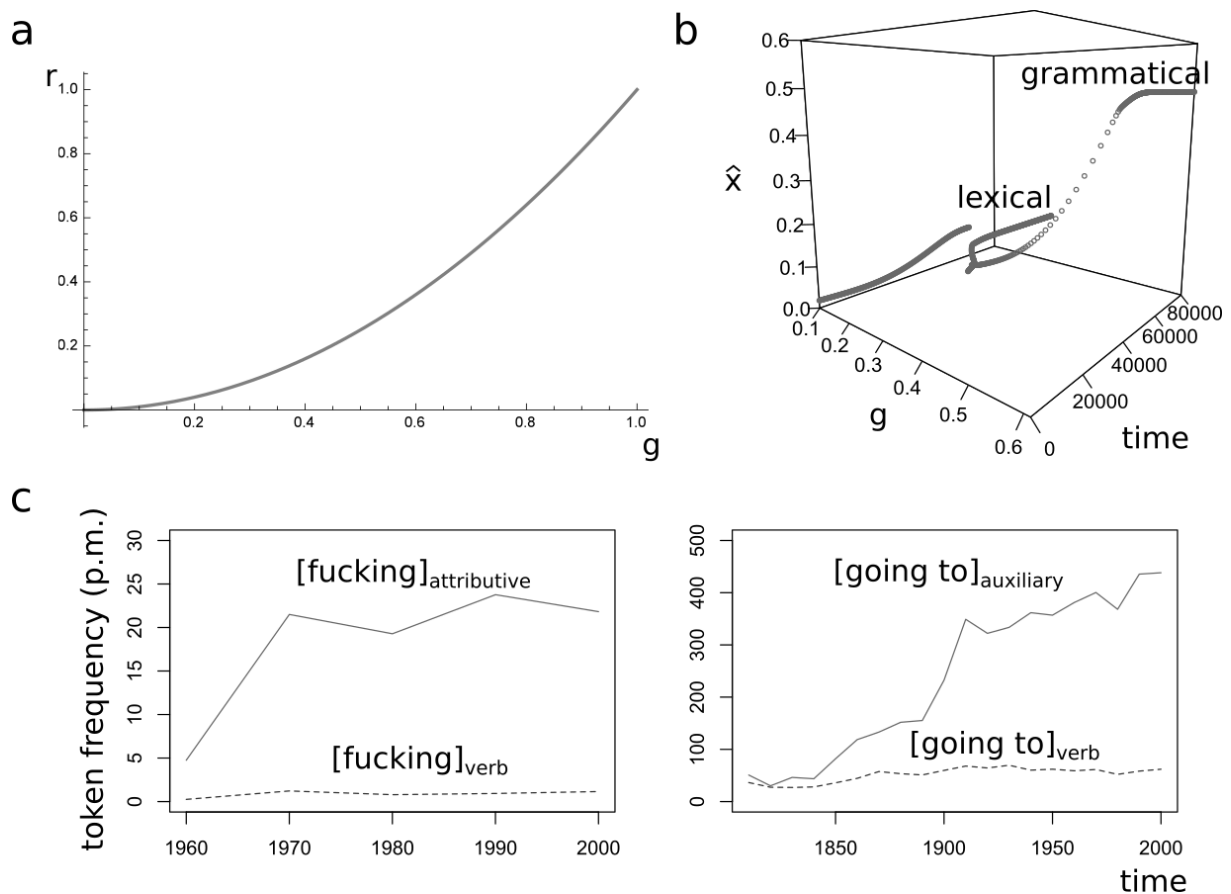 a
r
1.0
0.8
0.6
0.4
0.2
0.2 0.4 0.6 0.8 1.0
g
b
0.6
0.5
0.4
0.3
0.2
0.1
0.0
x̂
grammatical
lexical
0.1 0.2 0.3 0.4 0.5 0.6
g
0 20000 40000 60000 80000
time
c
token frequency (p.m.)
30
25
20
15
10
5
0
[fucking]attributive
[fucking]verb
1960 1970 1980 1990 2000
500
400
300
200
100
0
[going to]auxiliary
[going to]verb
1850 1900 1950 2000
time